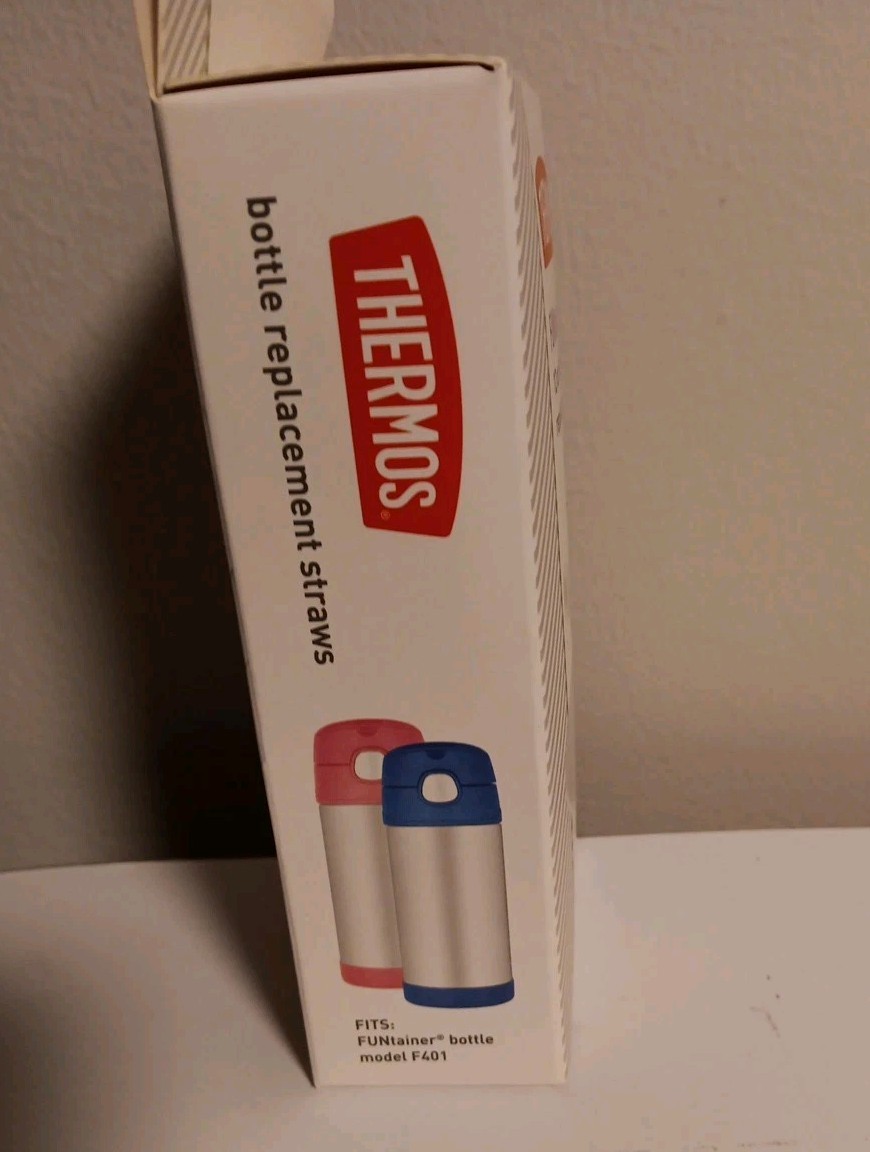 THERMOS®
bottle replacement straws
FITS:
FUNtainer® bottle
model F401